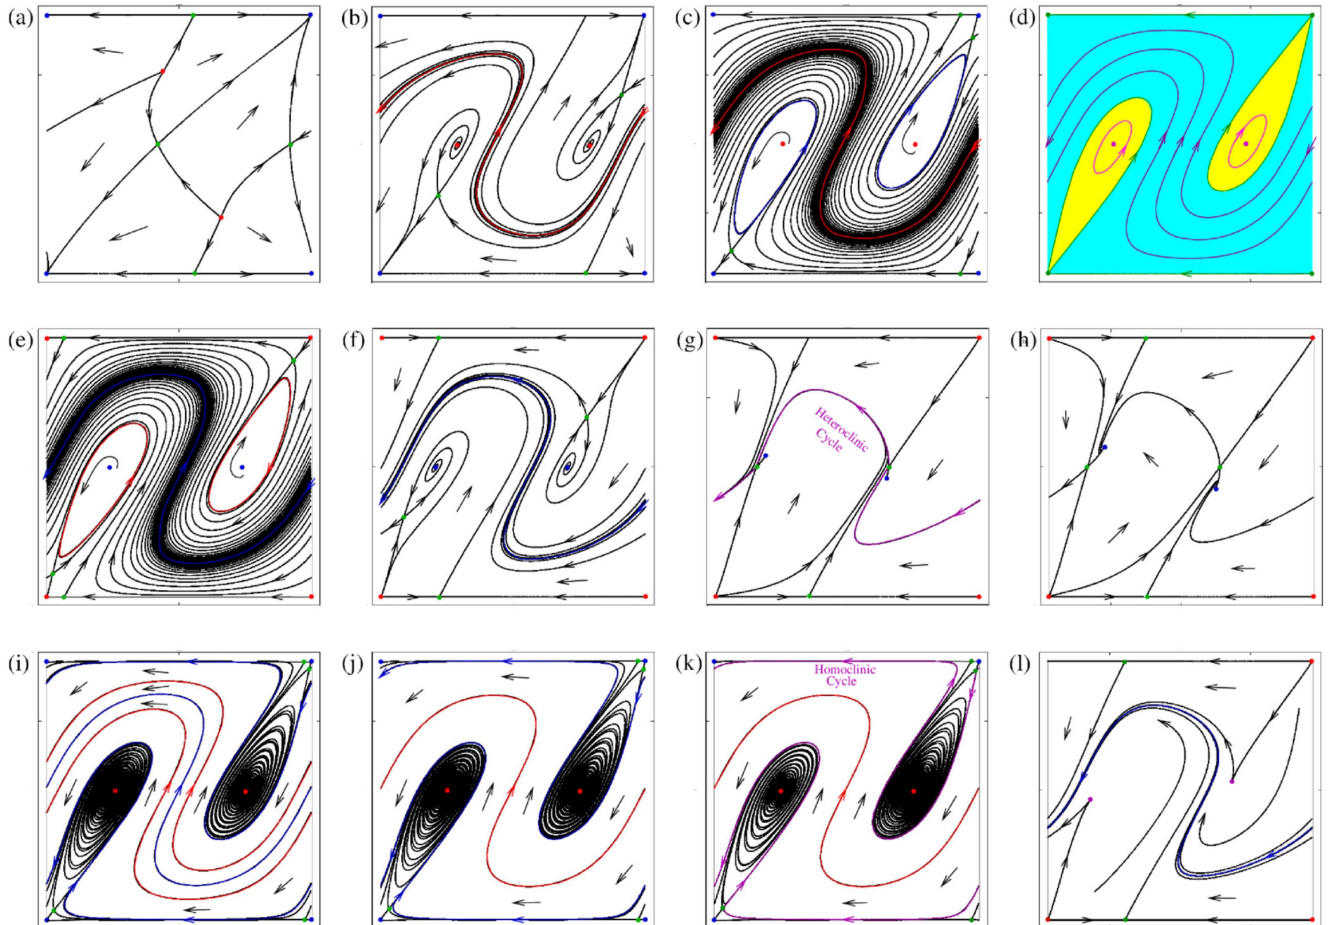 (a)
(b)
(c)
(d)
(e)
(f)
(g)
Heteroclinic
Cycle
(h)
(i)
(j)
(k)
Homoclinic
Cycle
(l)